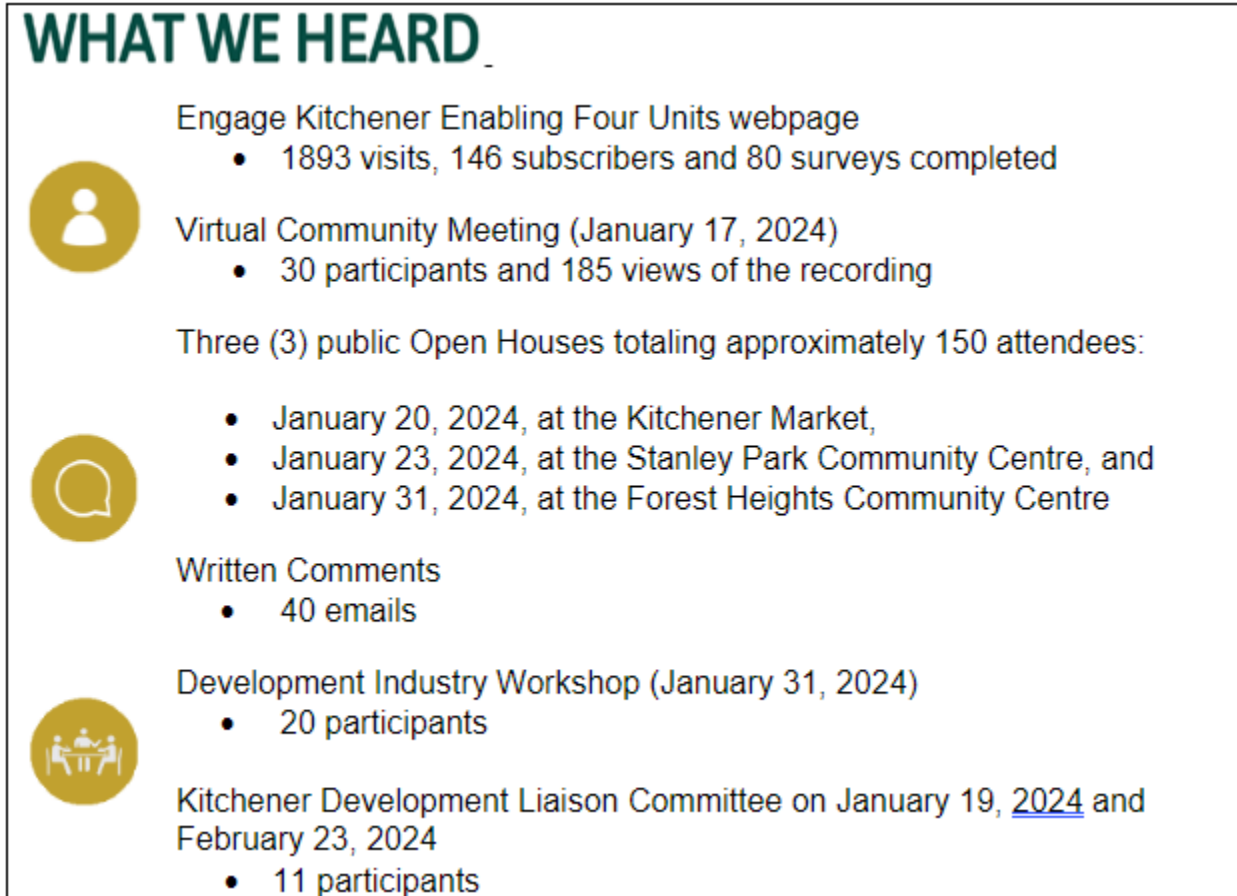 WHAT WE HEARD
Engage Kitchener Enabling Four Units webpage
• 1893 visits, 146 subscribers and 80 surveys completed
Virtual Community Meeting (January 17, 2024)
• 30 participants and 185 views of the recording
Three (3) public Open Houses totaling approximately 150 attendees:
• January 20, 2024, at the Kitchener Market,
• January 23, 2024, at the Stanley Park Community Centre, and
• January 31, 2024, at the Forest Heights Community Centre
Written Comments
• 40 emails
Development Industry Workshop (January 31, 2024)
• 20 participants
Kitchener Development Liaison Committee on January 19, 2024 and
February 23, 2024
• 11 participants